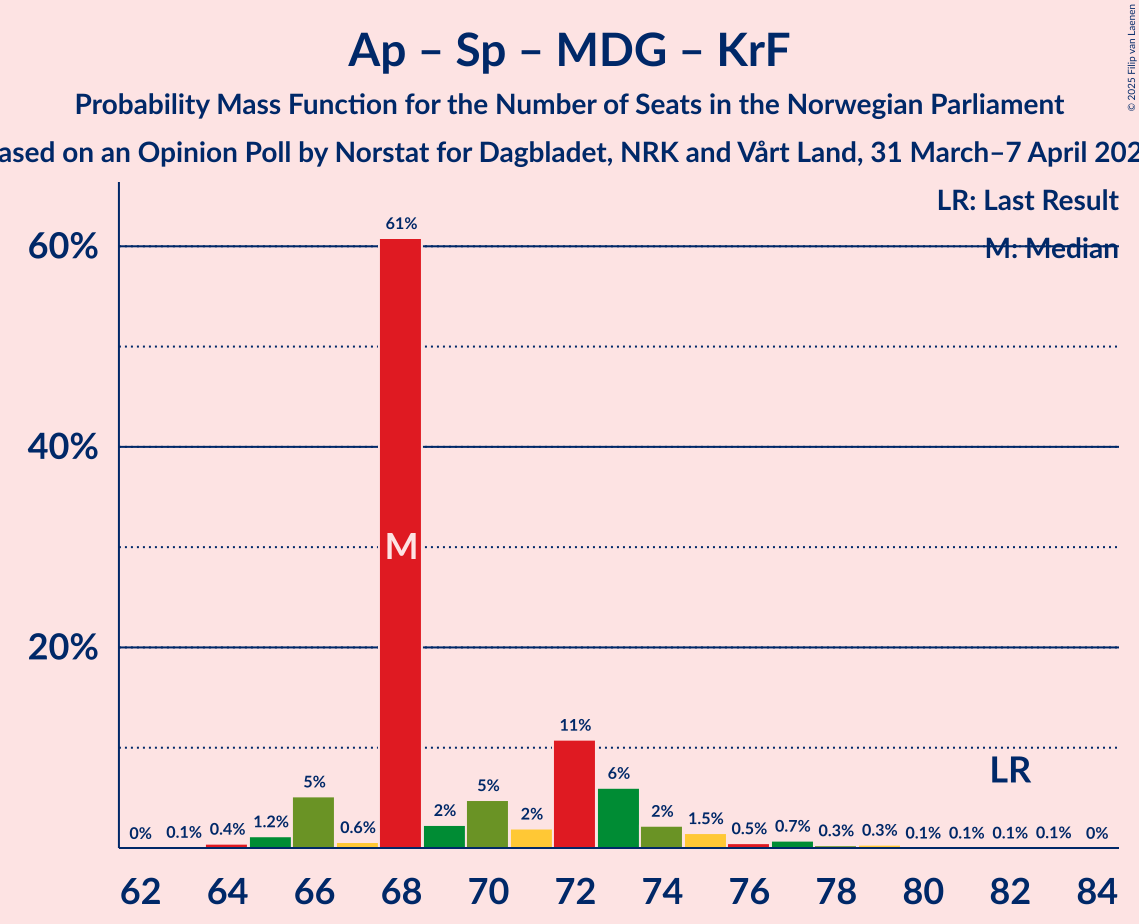 Ap – Sp – MDG – KrF
Probability Mass Function for the Number of Seats in the Norwegian Parliament
ased on an Opinion Poll by Norstat for Dagbladet, NRK and Vårt Land, 31 March–7 April 202
© 2025 Filip van Laenen
LR: Last Result
M: Median
60%
40%
20%
0% 0.1% 0.4% 1.2% 5% 0.6% 61% 2% 5% 2% 11% 6% 2% 1.5% 0.5% 0.7% 0.3% 0.3% 0.1% 0.1% 0.1% 0.1% 0%
M
LR
62 64 66 68 70 72 74 76 78 80 82 84